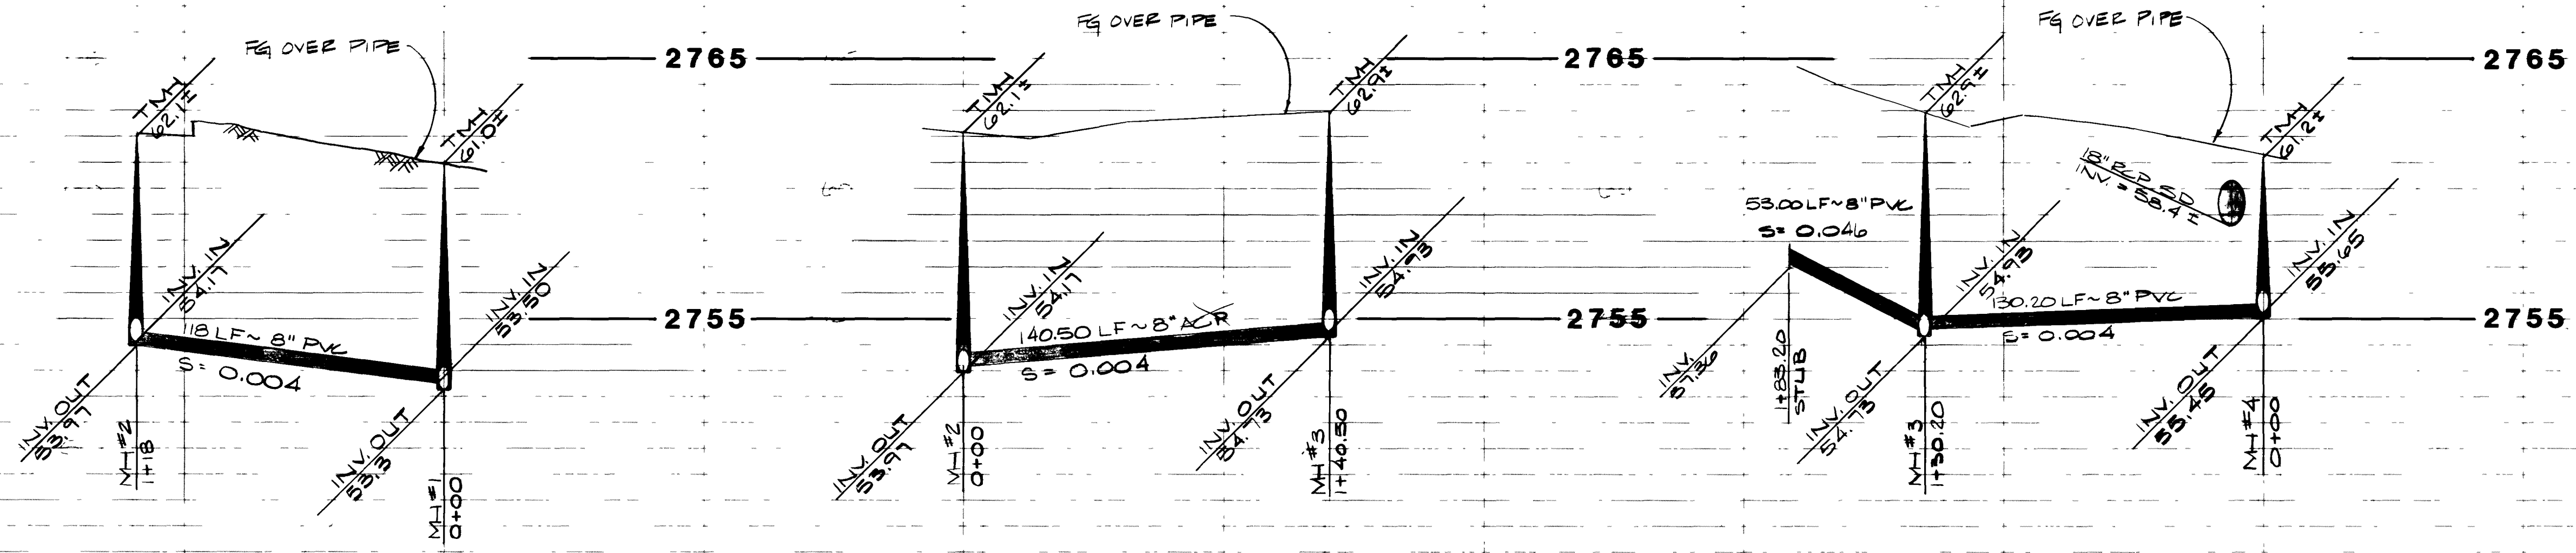 FG OVER PIPE
TMH
62.1±
TMH
61.0±
INV. IN
54.17
INV. IN
53.50
118 LF~ 8" PVC
S= 0.004
INV. OUT
53.97
MH #2
1+18
INV. OUT
53.3
MH #1
0+00
2765
2755
FG OVER PIPE
TMH
62.1±
TMH
62.9±
INV. IN
54.17
INV. IN
54.93
140.50 LF~ 8"
S= 0.004
INV. OUT
53.97
MH #2
0+00
INV. OUT
54.73
MH #3
1+40.50
2765
2755
FG OVER PIPE
TMH
62.9±
TMH
61.2±
18" RCP SD
INV. = 58.4±
53.00 LF~8" PVC
S= 0.046
INV. IN
54.93
INV. IN
55.65
130.20 LF~ 8" PVC
S= 0.004
INV.
57.36
1+83.20
STUB
INV. OUT
54.73
MH #3
1+30.20
INV. OUT
55.45
MH #4
0+00
2765
2755